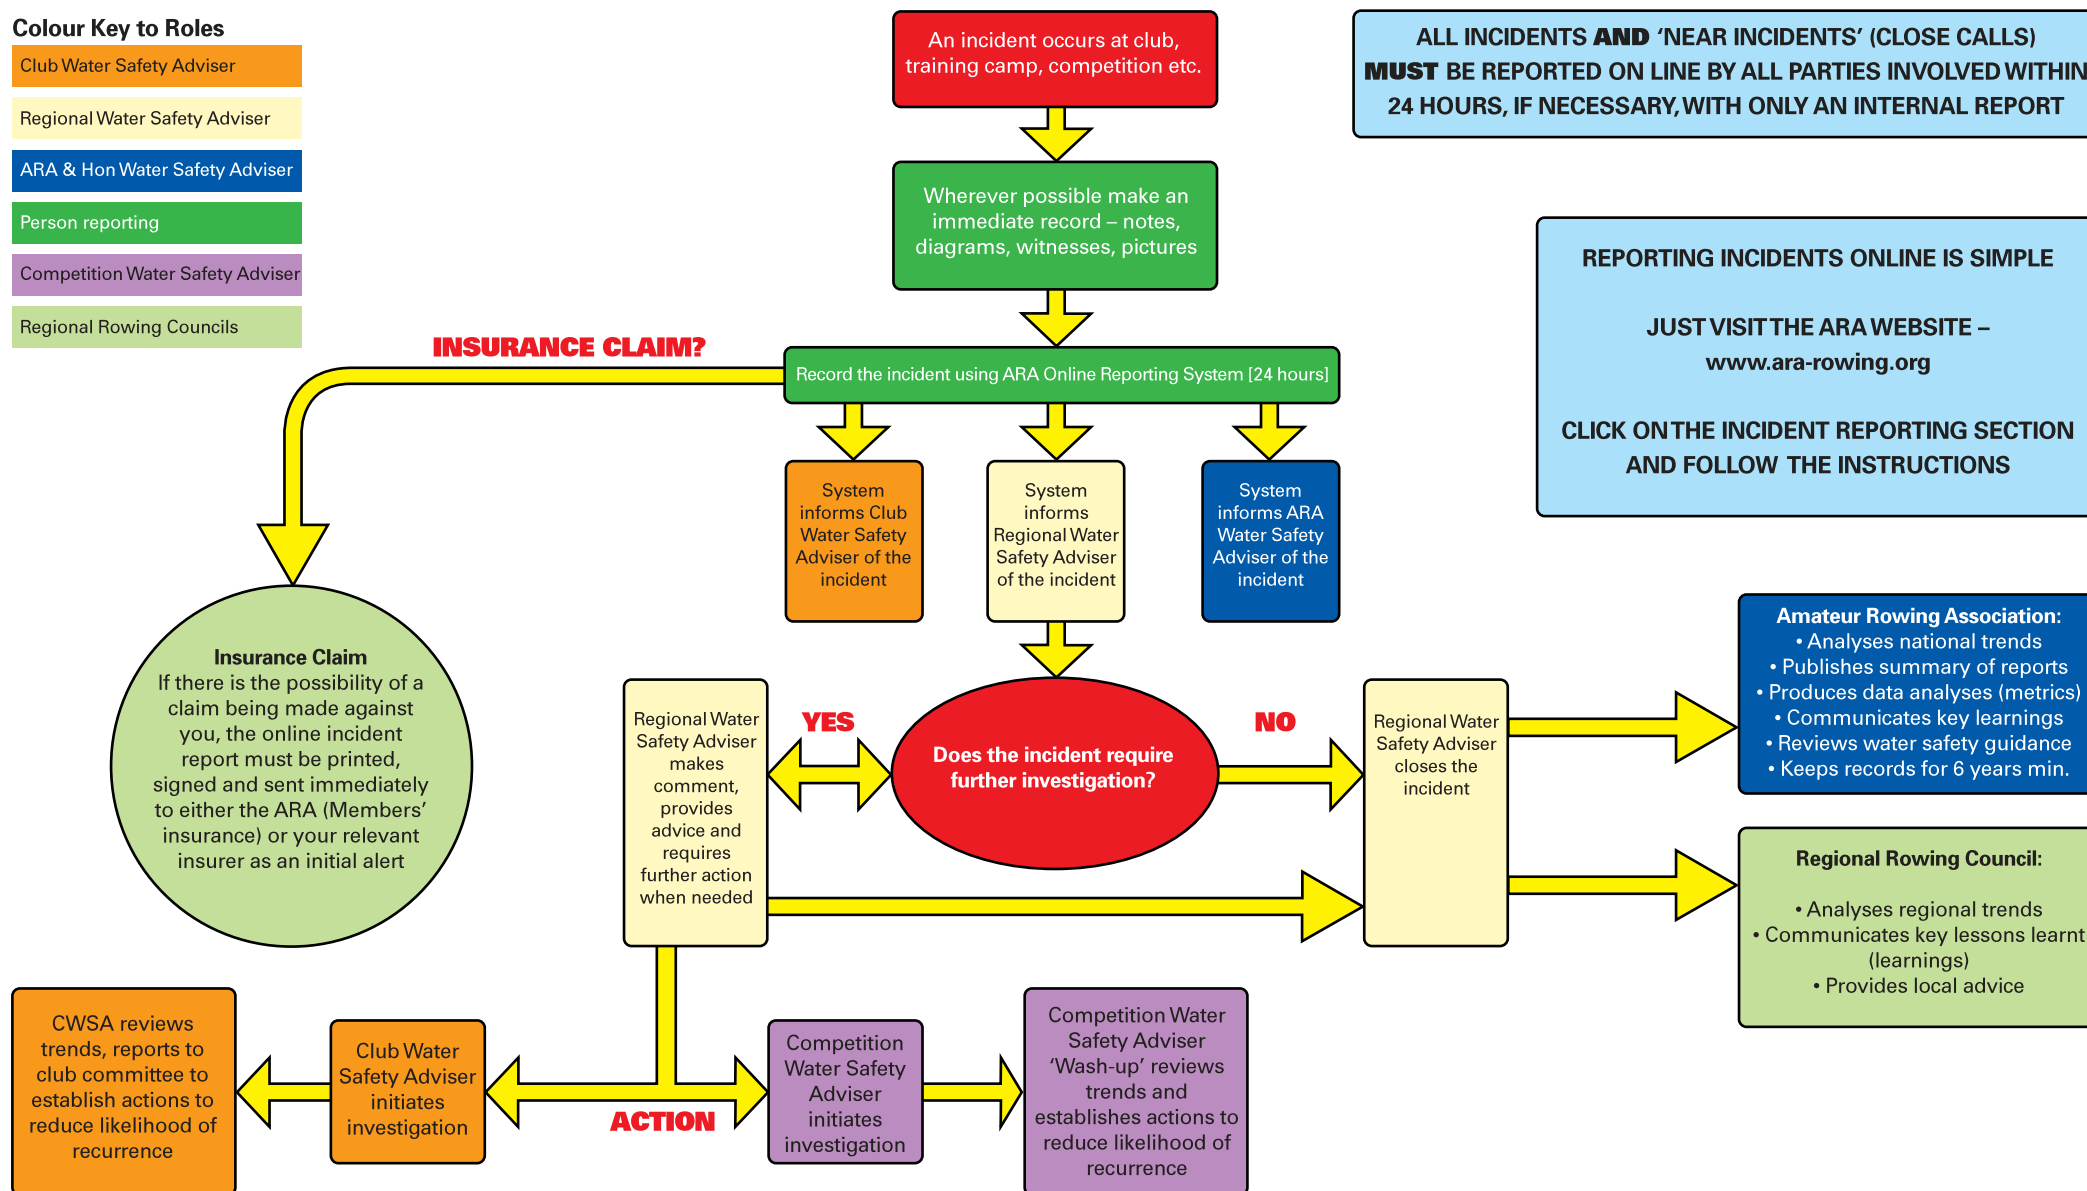 Colour Key to Roles
Club Water Safety Adviser
Regional Water Safety Adviser
ARA & Hon Water Safety Adviser
Person reporting
Competition Water Safety Adviser
Regional Rowing Councils
An incident occurs at club,
training camp, competition etc.
ALL INCIDENTS AND ‘NEAR INCIDENTS’ (CLOSE CALLS)
MUST BE REPORTED ON LINE BY ALL PARTIES INVOLVED WITHIN
24 HOURS, IF NECESSARY, WITH ONLY AN INTERNAL REPORT
Wherever possible make an
immediate record – notes,
diagrams, witnesses, pictures
REPORTING INCIDENTS ONLINE IS SIMPLE
JUST VISIT THE ARA WEBSITE –
www.ara-rowing.org
CLICK ON THE INCIDENT REPORTING SECTION
AND FOLLOW THE INSTRUCTIONS
INSURANCE CLAIM?
Record the incident using ARA Online Reporting System [24 hours]
System
informs Club
Water Safety
Adviser of the
incident
System
informs
Regional Water
Safety Adviser
of the incident
System
informs ARA
Water Safety
Adviser of the
incident
Insurance Claim
If there is the possibility of a
claim being made against
you, the online incident
report must be printed,
signed and sent immediately
to either the ARA (Members’
insurance) or your relevant
insurer as an initial alert
Regional Water
Safety Adviser
makes
comment,
provides
advice and
requires
further action
when needed
YES
Does the incident require
further investigation?
NO
Regional Water
Safety Adviser
closes the
incident
Amateur Rowing Association:
• Analyses national trends
• Publishes summary of reports
• Produces data analyses (metrics)
• Communicates key learnings
• Reviews water safety guidance
• Keeps records for 6 years min.
Regional Rowing Council:
• Analyses regional trends
• Communicates key lessons learnt
(learnings)
• Provides local advice
CWSA reviews
trends, reports to
club committee to
establish actions to
reduce likelihood of
recurrence
Club Water
Safety Adviser
initiates
investigation
ACTION
Competition
Water Safety
Adviser
initiates
investigation
Competition Water
Safety Adviser
‘Wash-up’ reviews
trends and
establishes actions to
reduce likelihood of
recurrence